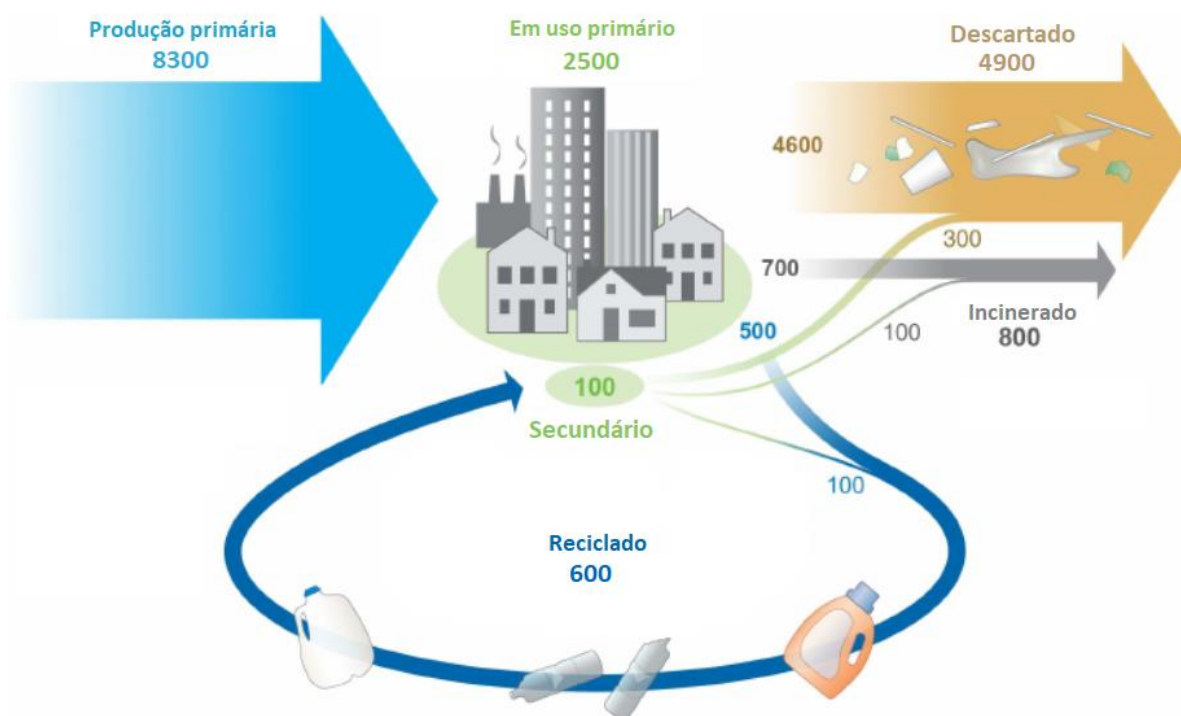 Produção primária
8300
Em uso primário
2500
Descartado
4900
4600
300
700
Incinerado
800
500
100
100
Secundário
100
Reciclado
600